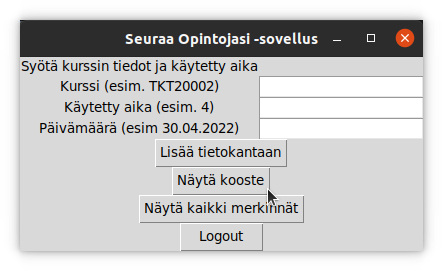 Seuraa Opintojasi -sovellus
Syötä kurssin tiedot ja käytetty aika
Kurssi (esim. TKT20002)
Käytetty aika (esim. 4)
Päivämäärä (esim 30.04.2022)
Lisää tietokantaan
Näytä kooste
Näytä kaikki merkinnät
Logout